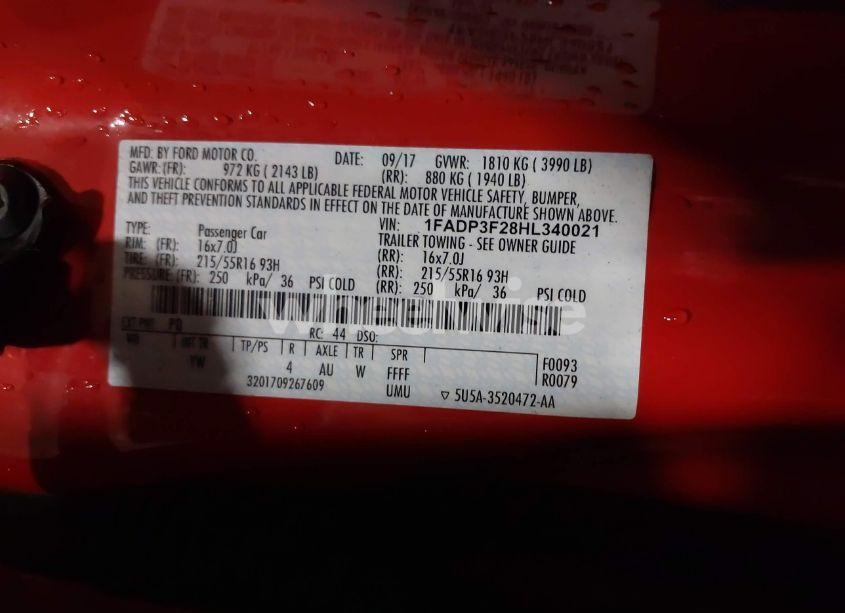 MFD. BY FORD MOTOR CO. DATE: 09/17 GVWR: 1810 KG ( 3990 LB)
GAWR:(FR): 972 KG ( 2143 LB) (RR): 880 KG ( 1940 LB)
THIS VEHICLE CONFORMS TO ALL APPLICABLE FEDERAL MOTOR VEHICLE SAFETY, BUMPER,
AND THEFT PREVENTION STANDARDS IN EFFECT ON THE DATE OF MANUFACTURE SHOWN ABOVE.
VIN: 1FADP3F28HL340021
TYPE: Passenger Car TRAILER TOWING - SEE OWNER GUIDE
RIM: (FR): 16x7.0J (RR): 16x7.0J
TIRE: (FR): 215/55R16 93H (RR): 215/55R16 93H
PRESSURE:(FR): 250 kPa/ 36 PSI COLD (RR): 250 kPa/ 36 PSI COLD
EXT PNT: PQ RC: 44 DSO:
WB INT TR TP/PS R AXLE TR SPR F0093
YW 4 AU W FFFF R0079
3201709267609 UMU ▽ 5U5A-3520472-AA